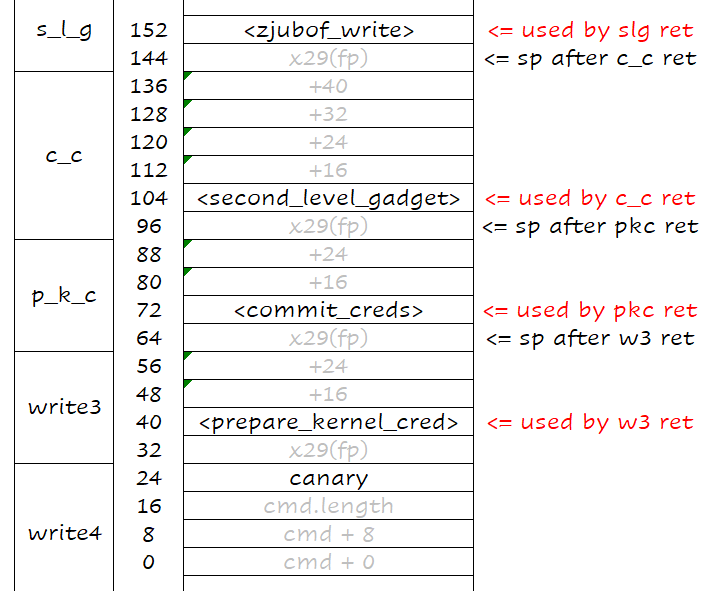 s_l_g 152 <zjubof_write> <= used by slg ret
144 x29(fp) <= sp after c_c ret
136 +40
128 +32
c_c 120 +24
112 +16
104 <second_level_gadget> <= used by c_c ret
96 x29(fp) <= sp after pkc ret
88 +24
p_k_c 80 +16
72 <commit_creds> <= used by pkc ret
64 x29(fp) <= sp after w3 ret
56 +24
write3 48 +16
40 <prepare_kernel_cred> <= used by w3 ret
32 x29(fp)
24 canary
16 cmd.length
write4 8 cmd + 8
0 cmd + 0